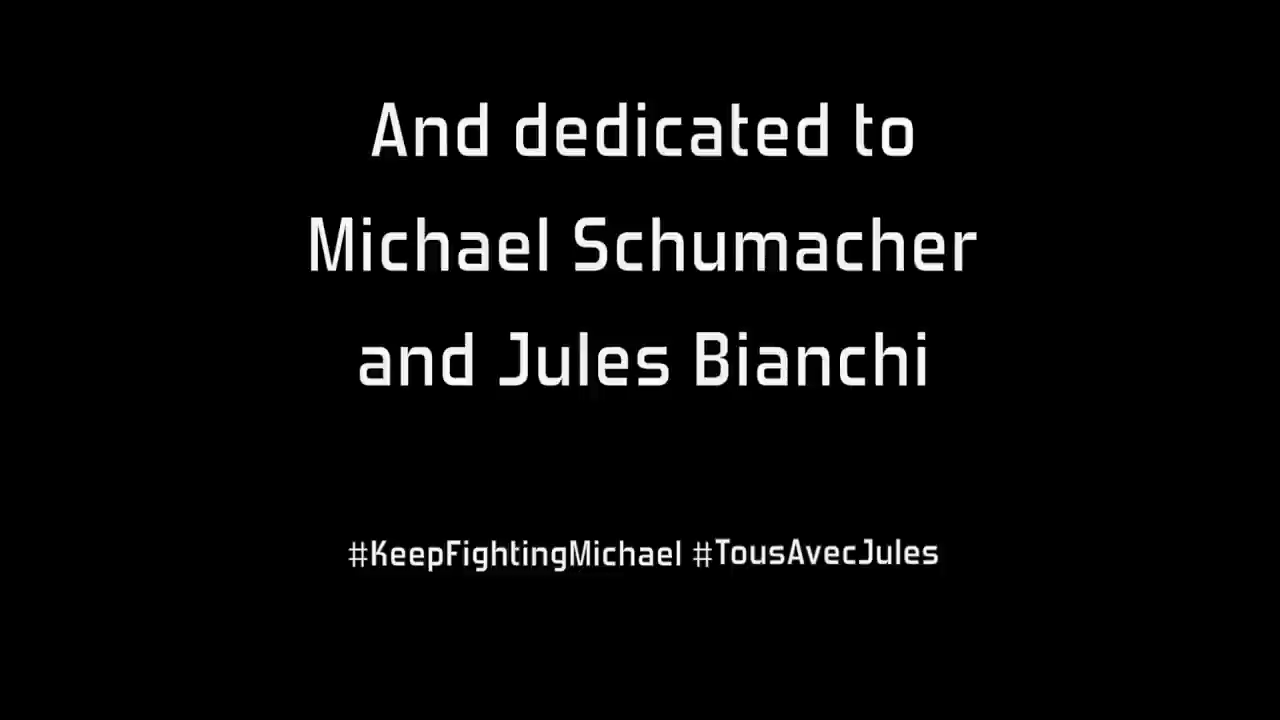 And dedicated to
Michael Schumacher
and Jules Bianchi
#KeepFightingMichael #TousAvecJules